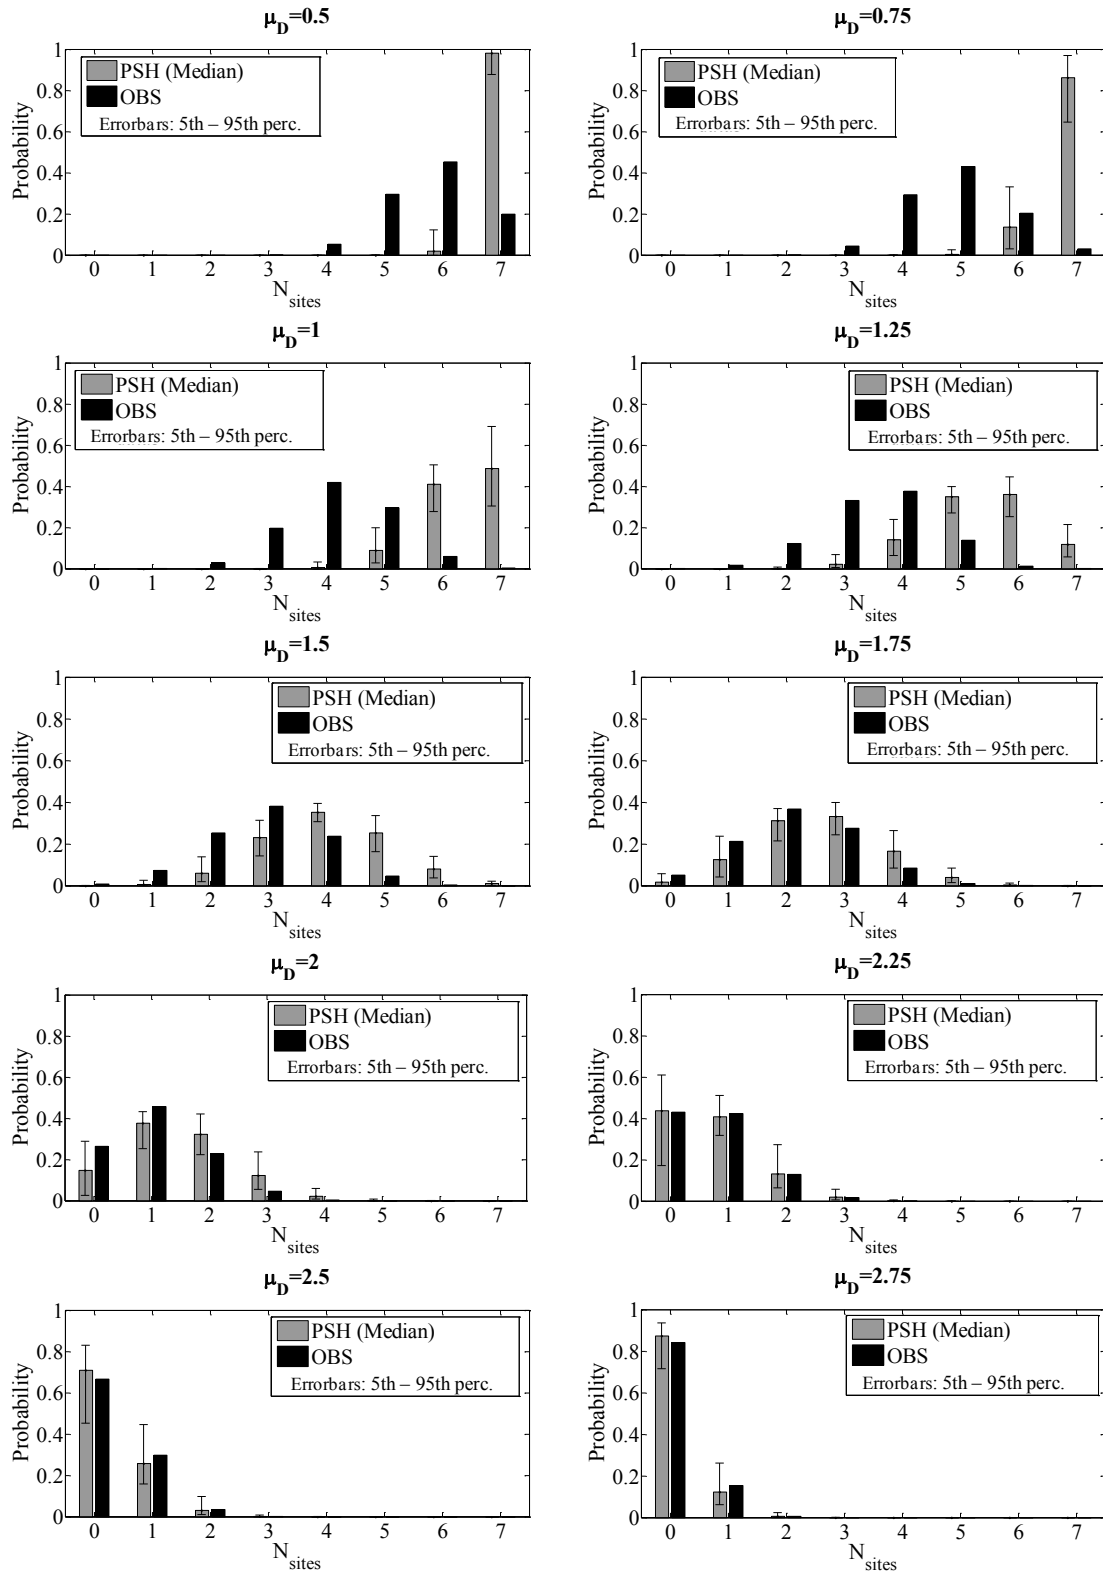 μD=0.5
1
0.8
0.6
0.4
0.2
0
Probability
PSH (Median)
OBS
Errorbars: 5th – 95th perc.
0 1 2 3 4 5 6 7
Nsites
μD=0.75
1
0.8
0.6
0.4
0.2
0
Probability
PSH (Median)
OBS
Errorbars: 5th – 95th perc.
0 1 2 3 4 5 6 7
Nsites
μD=1
1
0.8
0.6
0.4
0.2
0
Probability
PSH (Median)
OBS
Errorbars: 5th – 95th perc.
0 1 2 3 4 5 6 7
Nsites
μD=1.25
1
0.8
0.6
0.4
0.2
0
Probability
PSH (Median)
OBS
Errorbars: 5th – 95th perc.
0 1 2 3 4 5 6 7
Nsites
μD=1.5
1
0.8
0.6
0.4
0.2
0
Probability
PSH (Median)
OBS
Errorbars: 5th – 95th perc.
0 1 2 3 4 5 6 7
Nsites
μD=1.75
1
0.8
0.6
0.4
0.2
0
Probability
PSH (Median)
OBS
Errorbars: 5th – 95th perc.
0 1 2 3 4 5 6 7
Nsites
μD=2
1
0.8
0.6
0.4
0.2
0
Probability
PSH (Median)
OBS
Errorbars: 5th – 95th perc.
0 1 2 3 4 5 6 7
Nsites
μD=2.25
1
0.8
0.6
0.4
0.2
0
Probability
PSH (Median)
OBS
Errorbars: 5th – 95th perc.
0 1 2 3 4 5 6 7
Nsites
μD=2.5
1
0.8
0.6
0.4
0.2
0
Probability
PSH (Median)
OBS
Errorbars: 5th – 95th perc.
0 1 2 3 4 5 6 7
Nsites
μD=2.75
1
0.8
0.6
0.4
0.2
0
Probability
PSH (Median)
OBS
Errorbars: 5th – 95th perc.
0 1 2 3 4 5 6 7
Nsites